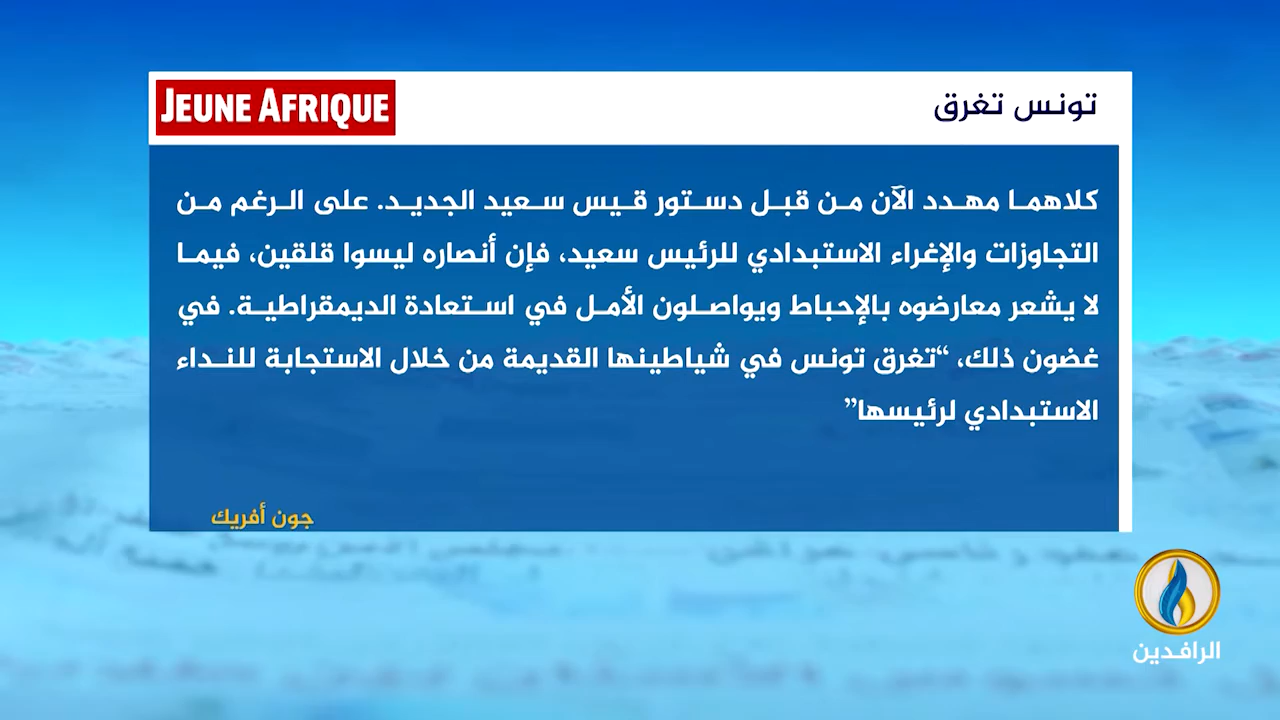 JEUNE AFRIQUE
تونس تغرق
كلاهما مهدد الآن من قبل دستور قيس سعيد الجديد. على الرغم من
التجاوزات والإغراء الاستبدادي للرئيس سعيد، فإن أنصاره ليسوا قلقين، فيما
لا يشعر معارضوه بالإحباط ويواصلون الأمل في استعادة الديمقراطية. في
غضون ذلك، “تغرق تونس في شياطينها القديمة من خلال الاستجابة للنداء
الاستبدادي لرئيسها”
جون أفريك
الرافدين